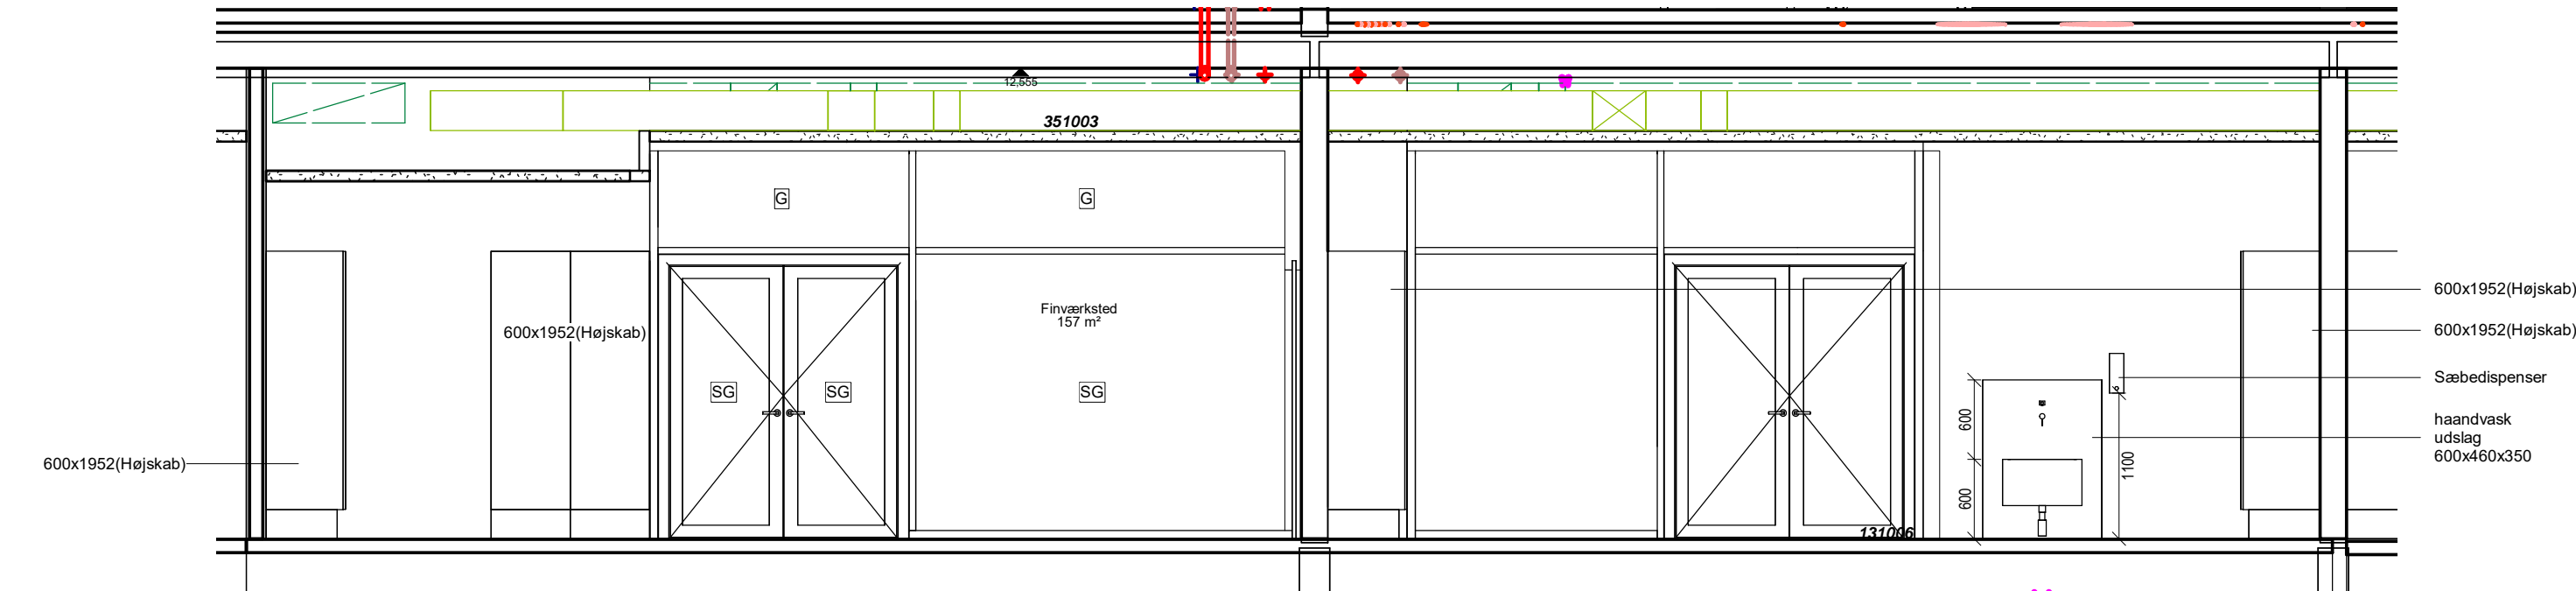 12,555
351003
G
G
Finværksted
157 m²
600x1952(Højskab)
600x1952(Højskab)
600x1952(Højskab)
SG
SG
SG
Sæbedispenser
600
haandvask
udslag
600x460x350
600x1952(Højskab)
1100
600
131006